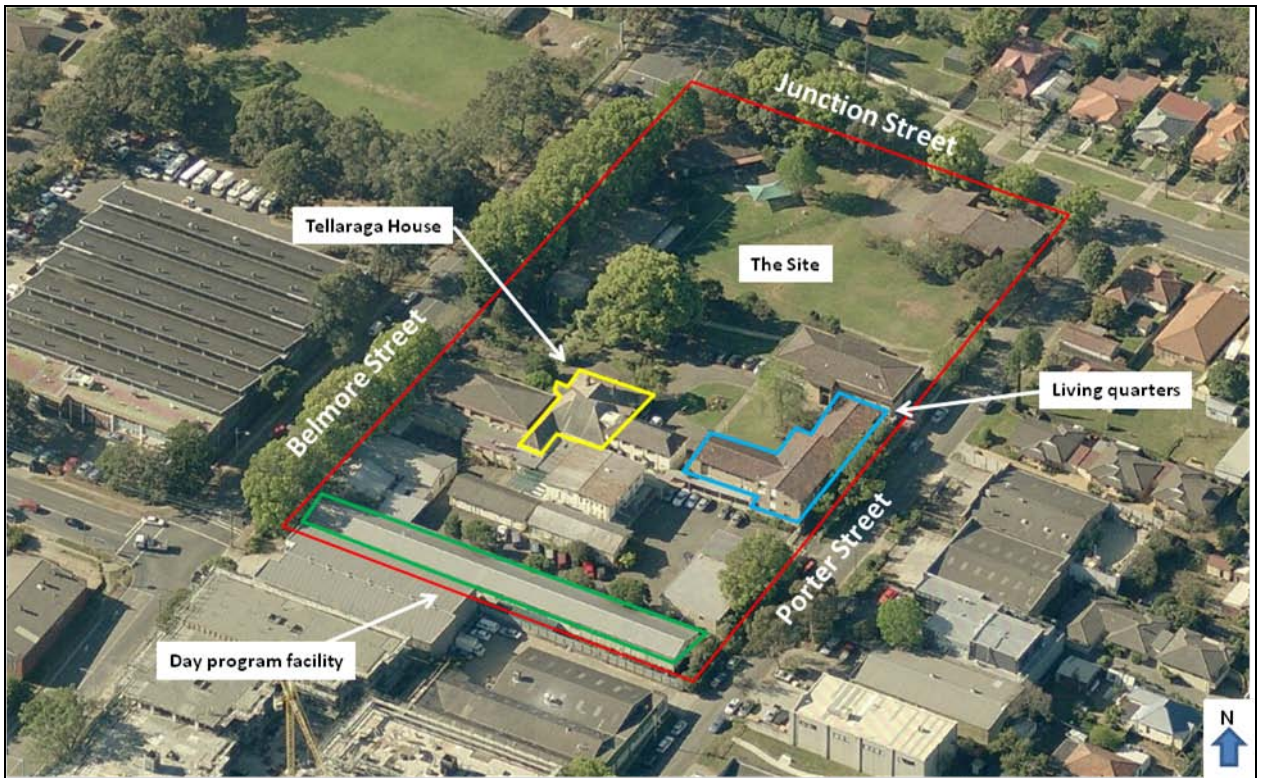 Junction Street
Tellaraga House
The Site
Belmore Street
Living quarters
Porter Street
Day program facility
N